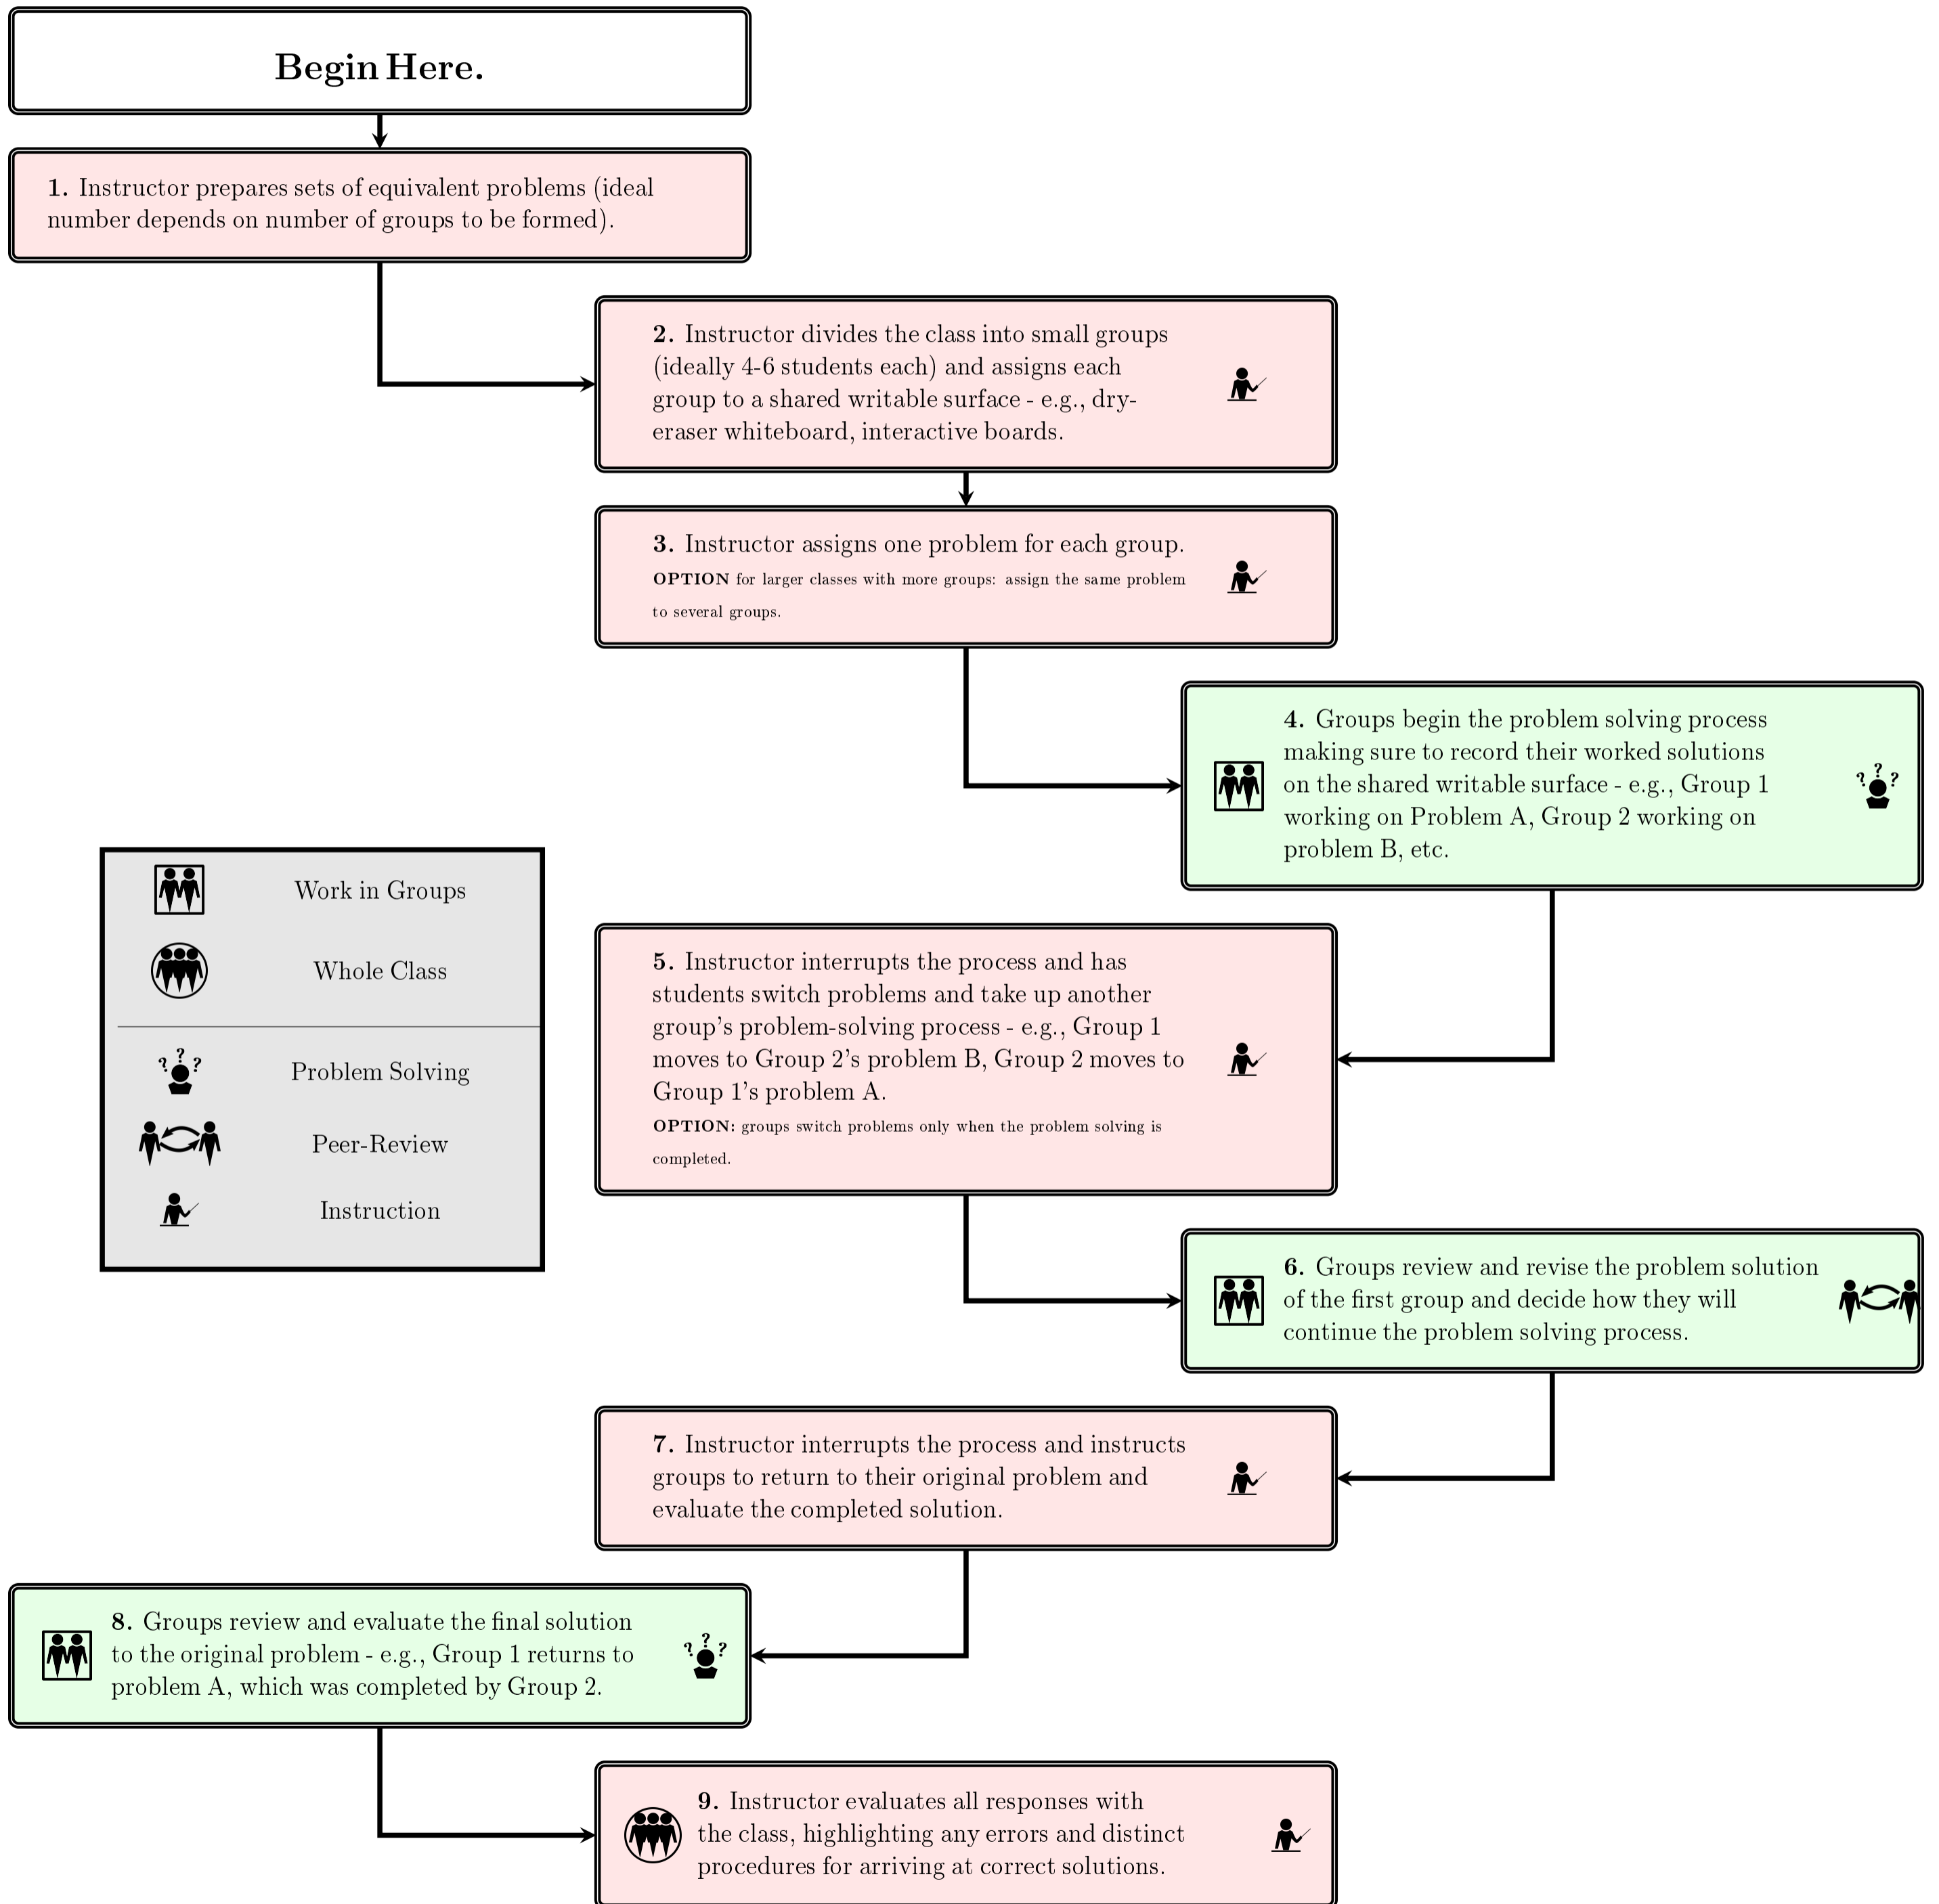 Begin Here.
1. Instructor prepares sets of equivalent problems (ideal
number depends on number of groups to be formed).
2. Instructor divides the class into small groups
(ideally 4-6 students each) and assigns each
group to a shared writable surface - e.g., dry-
eraser whiteboard, interactive boards.
3. Instructor assigns one problem for each group.
OPTION for larger classes with more groups: assign the same problem
to several groups.
4. Groups begin the problem solving process
making sure to record their worked solutions
on the shared writable surface - e.g., Group 1
working on Problem A, Group 2 working on
problem B, etc.
Work in Groups
Whole Class
Problem Solving
Peer-Review
Instruction
5. Instructor interrupts the process and has
students switch problems and take up another
group's problem-solving process - e.g., Group 1
moves to Group 2's problem B, Group 2 moves to
Group 1's problem A.
OPTION: groups switch problems only when the problem solving is
completed.
6. Groups review and revise the problem solution
of the first group and decide how they will
continue the problem solving process.
7. Instructor interrupts the process and instructs
groups to return to their original problem and
evaluate the completed solution.
8. Groups review and evaluate the final solution
to the original problem - e.g., Group 1 returns to
problem A, which was completed by Group 2.
9. Instructor evaluates all responses with
the class, highlighting any errors and distinct
procedures for arriving at correct solutions.